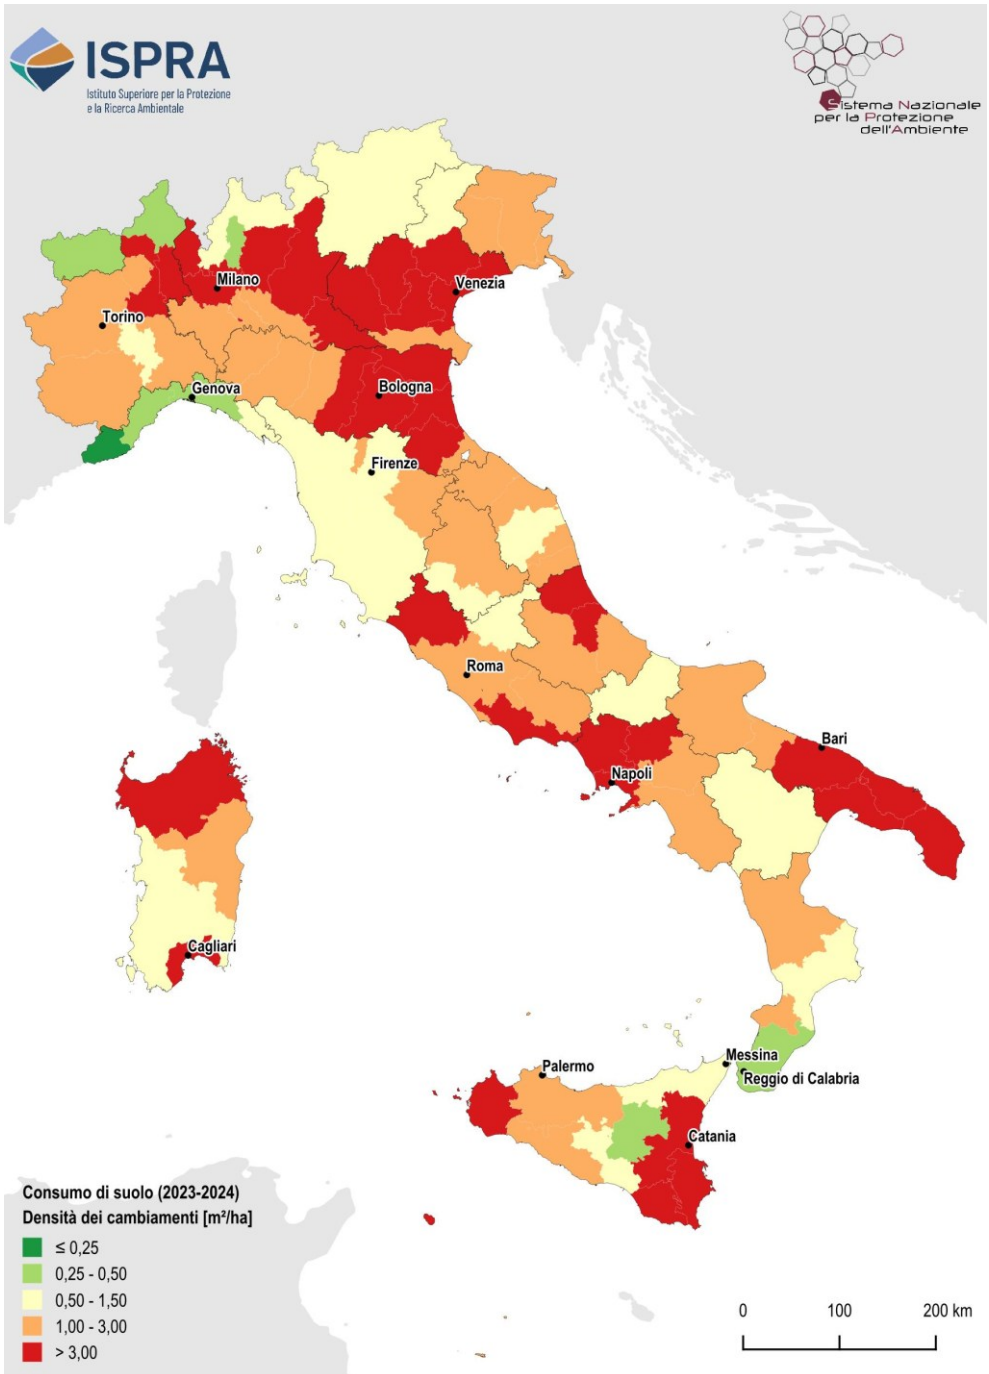 ISPRA
Istituto Superiore per la Protezione
e la Ricerca Ambientale
Sistema Nazionale
per la Protezione
dell'Ambiente
Milano
Venezia
Torino
Genova
Bologna
Firenze
Roma
Bari
Napoli
Cagliari
Messina
Palermo
Reggio di Calabria
Catania
Consumo di suolo (2023-2024)
Densità dei cambiamenti [m²/ha]
≤ 0,25
0,25 - 0,50
0,50 - 1,50
1,00 - 3,00
> 3,00
0 100 200 km